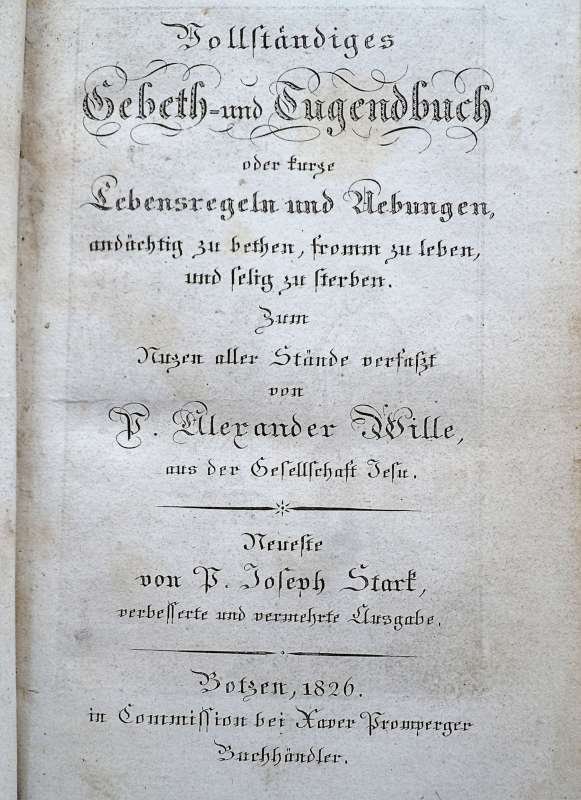 Vollständiges
Gebeth-und Tugendbuch
oder kurze
Lebensregeln und Uebungen,
andächtig zu bethen, fromm zu leben,
und selig zu sterben.
Zum
Nuzen aller Stände verfaßt
von
P. Alexander Wille,
aus der Gesellschaft Jesu.
Neueste
von P. Joseph Stark,
verbesserte und vermehrte Ausgabe.
Botzen, 1826.
in Commission bei Xaver Promperger
Buchhändler.